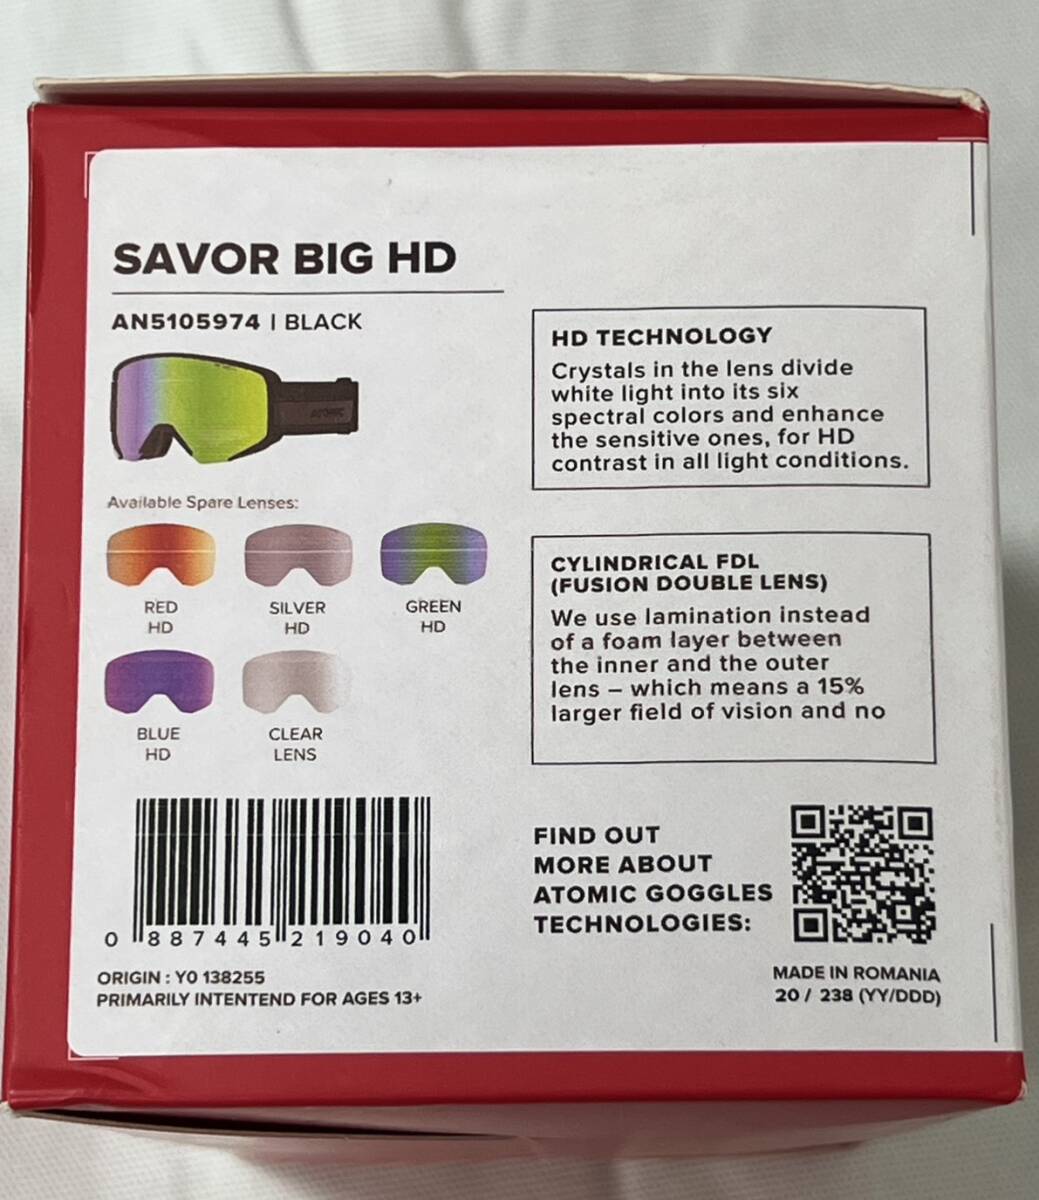 SAVOR BIG HD
AN5105974 | BLACK
ATOMIC
Available Spare Lenses:
RED
HD
SILVER
HD
GREEN
HD
BLUE
HD
CLEAR
LENS
0 887445 219040
ORIGIN : Y0 138255
PRIMARILY INTENTEND FOR AGES 13+
HD TECHNOLOGY
Crystals in the lens divide
white light into its six
spectral colors and enhance
the sensitive ones, for HD
contrast in all light conditions.
CYLINDRICAL FDL
(FUSION DOUBLE LENS)
We use lamination instead
of a foam layer between
the inner and the outer
lens – which means a 15%
larger field of vision and no
FIND OUT
MORE ABOUT
ATOMIC GOGGLES
TECHNOLOGIES:
MADE IN ROMANIA
20 / 238 (YY/DDD)